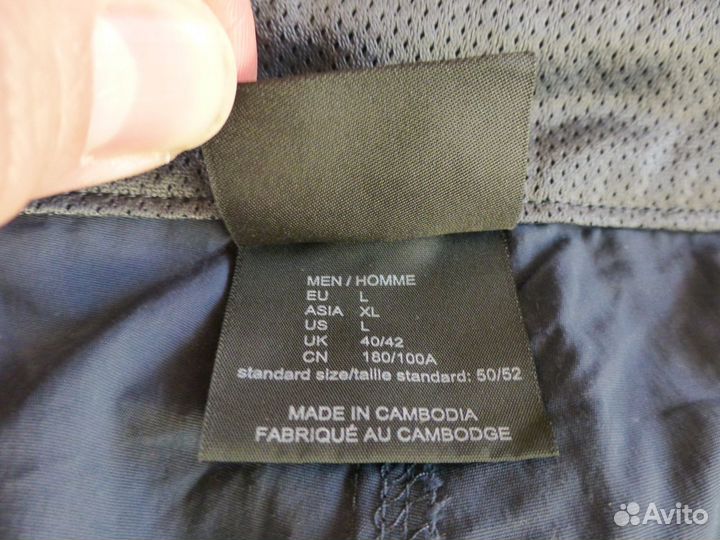 MEN / HOMME
EU L
ASIA XL
US L
UK 40/42
CN 180/100A
standard size/taille standard: 50/52
MADE IN CAMBODIA
FABRIQUÉ AU CAMBODGE
Avito